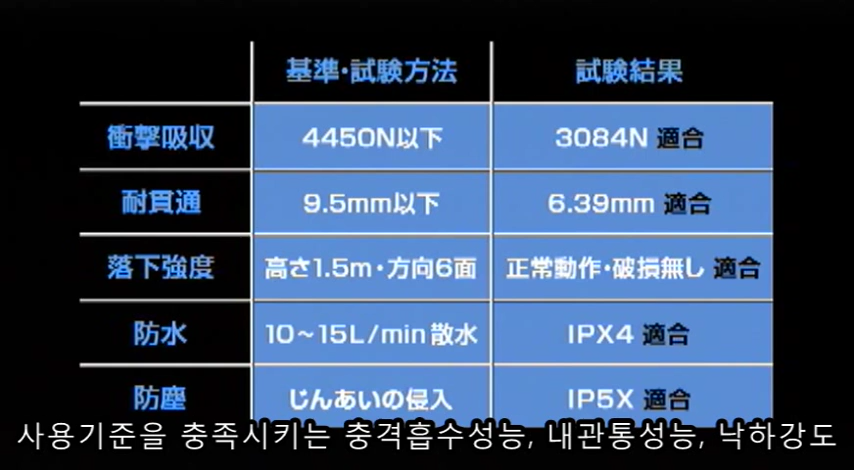 基準・試験方法 試験結果
衝撃吸収 4450N以下 3084N 適合
耐貫通 9.5mm以下 6.39mm 適合
落下強度 高さ1.5m・方向6面 正常動作・破損無し 適合
防水 10～15L/min散水 IPX4 適合
防塵 じんあいの侵入 IP5X 適合
사용기준을 충족시키는 충격흡수성능, 내관통성능, 낙하강도